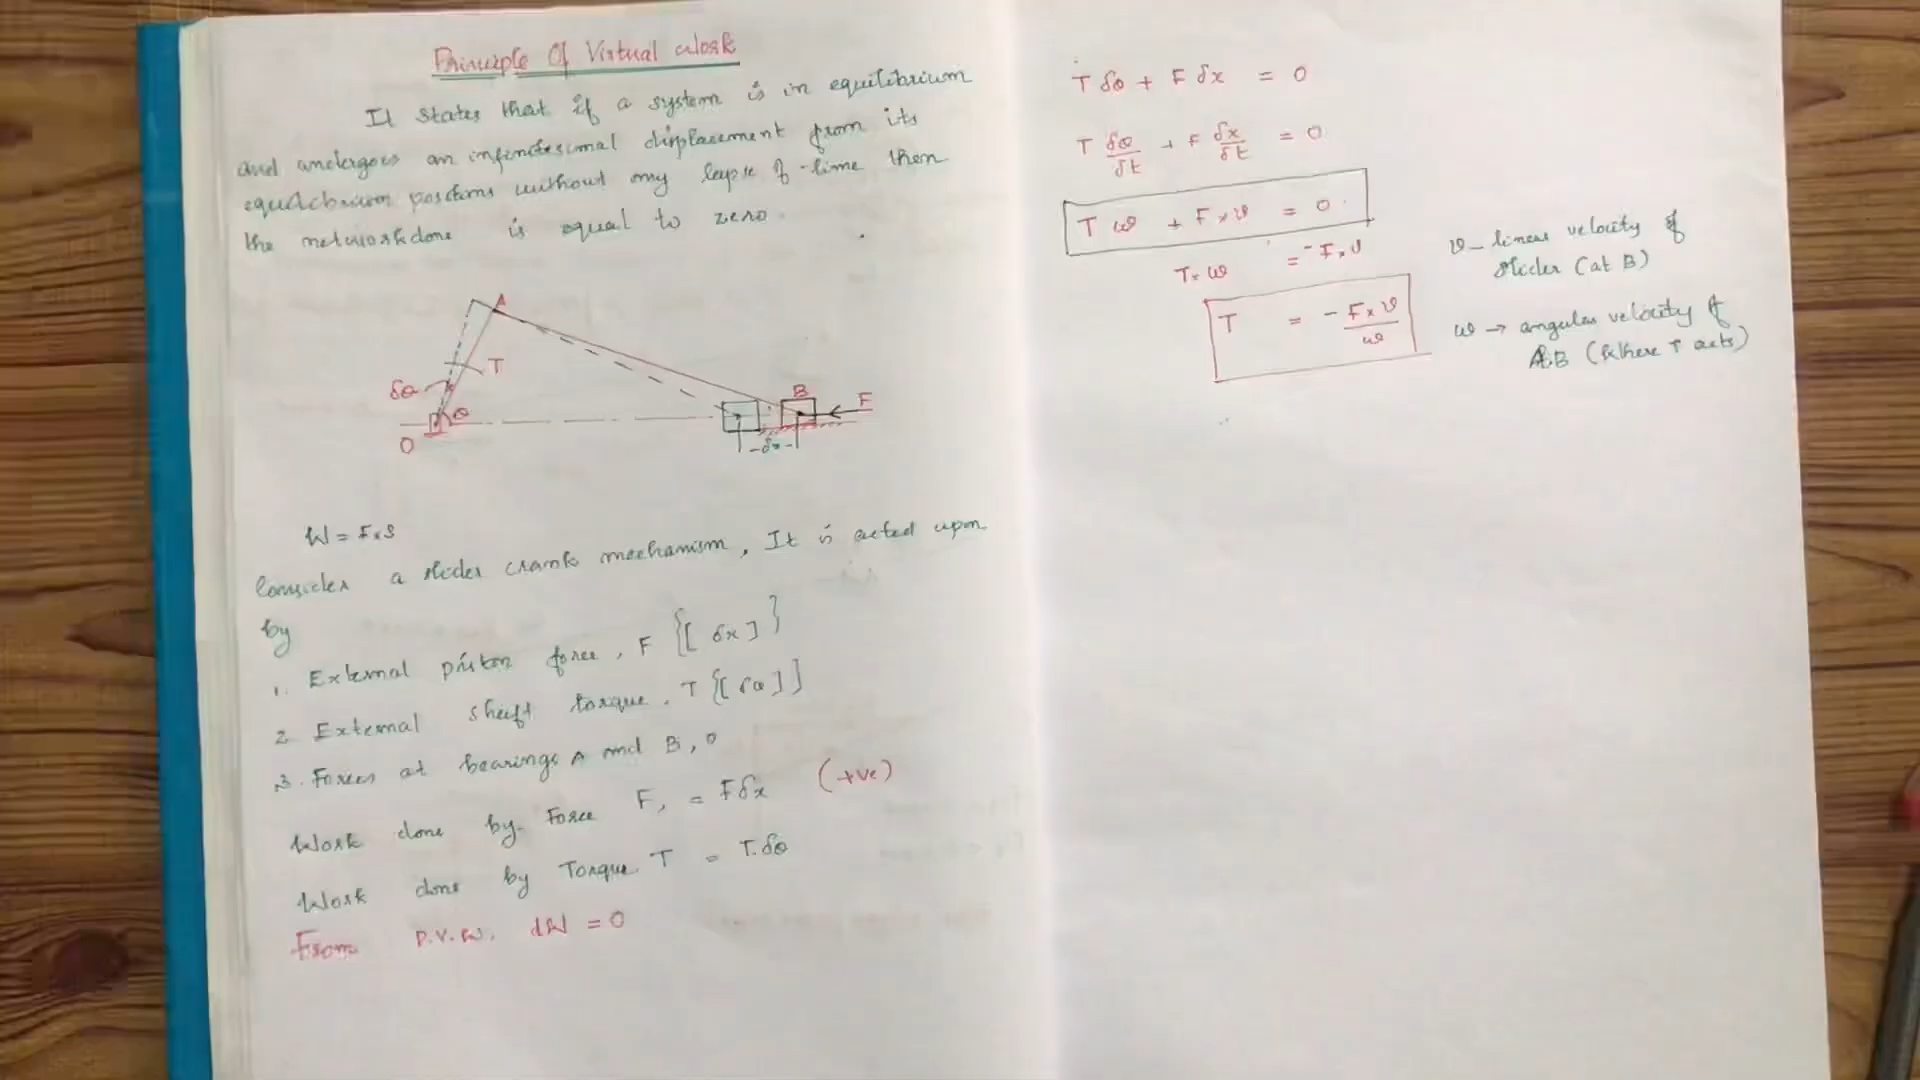 Principle Of Virtual Work
It states that if a system is in equilibrium
and undergoes an infinitesimal displacement from its
equilibrium positions without any lapse of time then
the net workdone is equal to zero.
A
T
δθ
θ
O
B
F
δx
W = F×S
Consider a slider crank mechanism, It is acted upon
by
1. External piston force, F {[δx]}
2. External shaft torque, T {[δθ]}
3. Forces at bearings A and B, O
Work done by Force F, = Fδx (+ve)
Work done by Torque T = T.δθ
From P.V.W, dW = 0
T δθ + F δx = 0
T δθ/δt + F δx/δt = 0
T ω + F×v = 0
T×ω = -F×v
T = - F×v/ω
v - linear velocity of
slider (at B)
ω → angular velocity of
AB (where T acts)